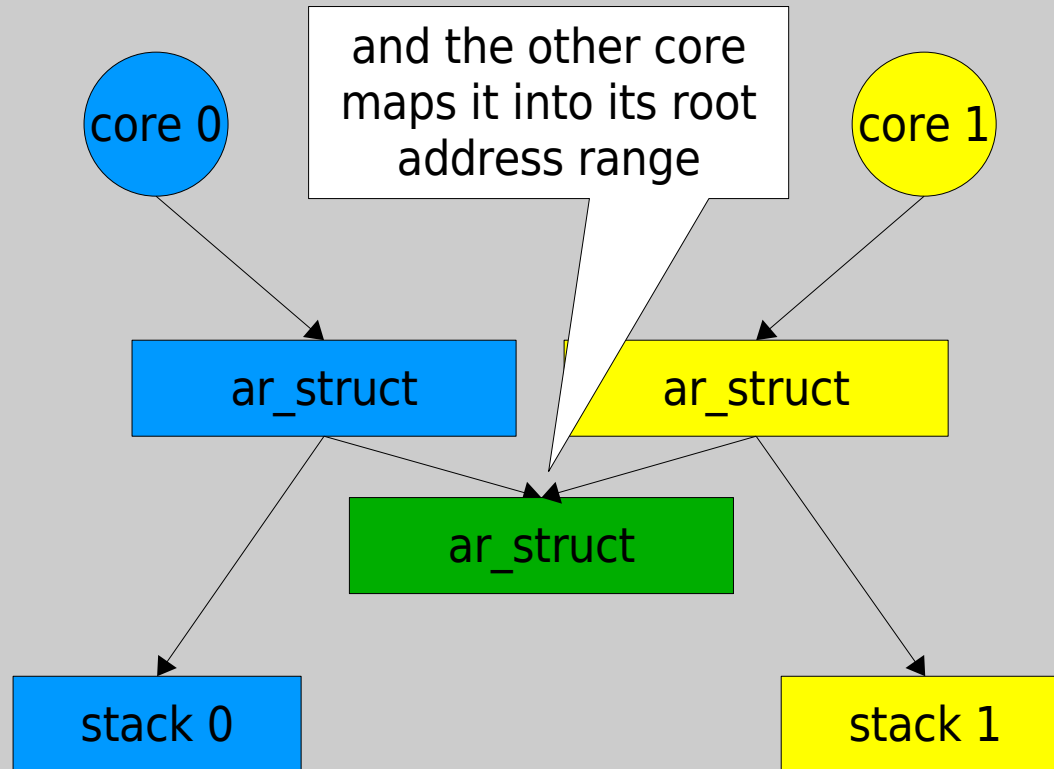 and the other core
maps it into its root
address range
core 0
core 1
ar_struct
ar_struct
ar_struct
stack 0
stack 1